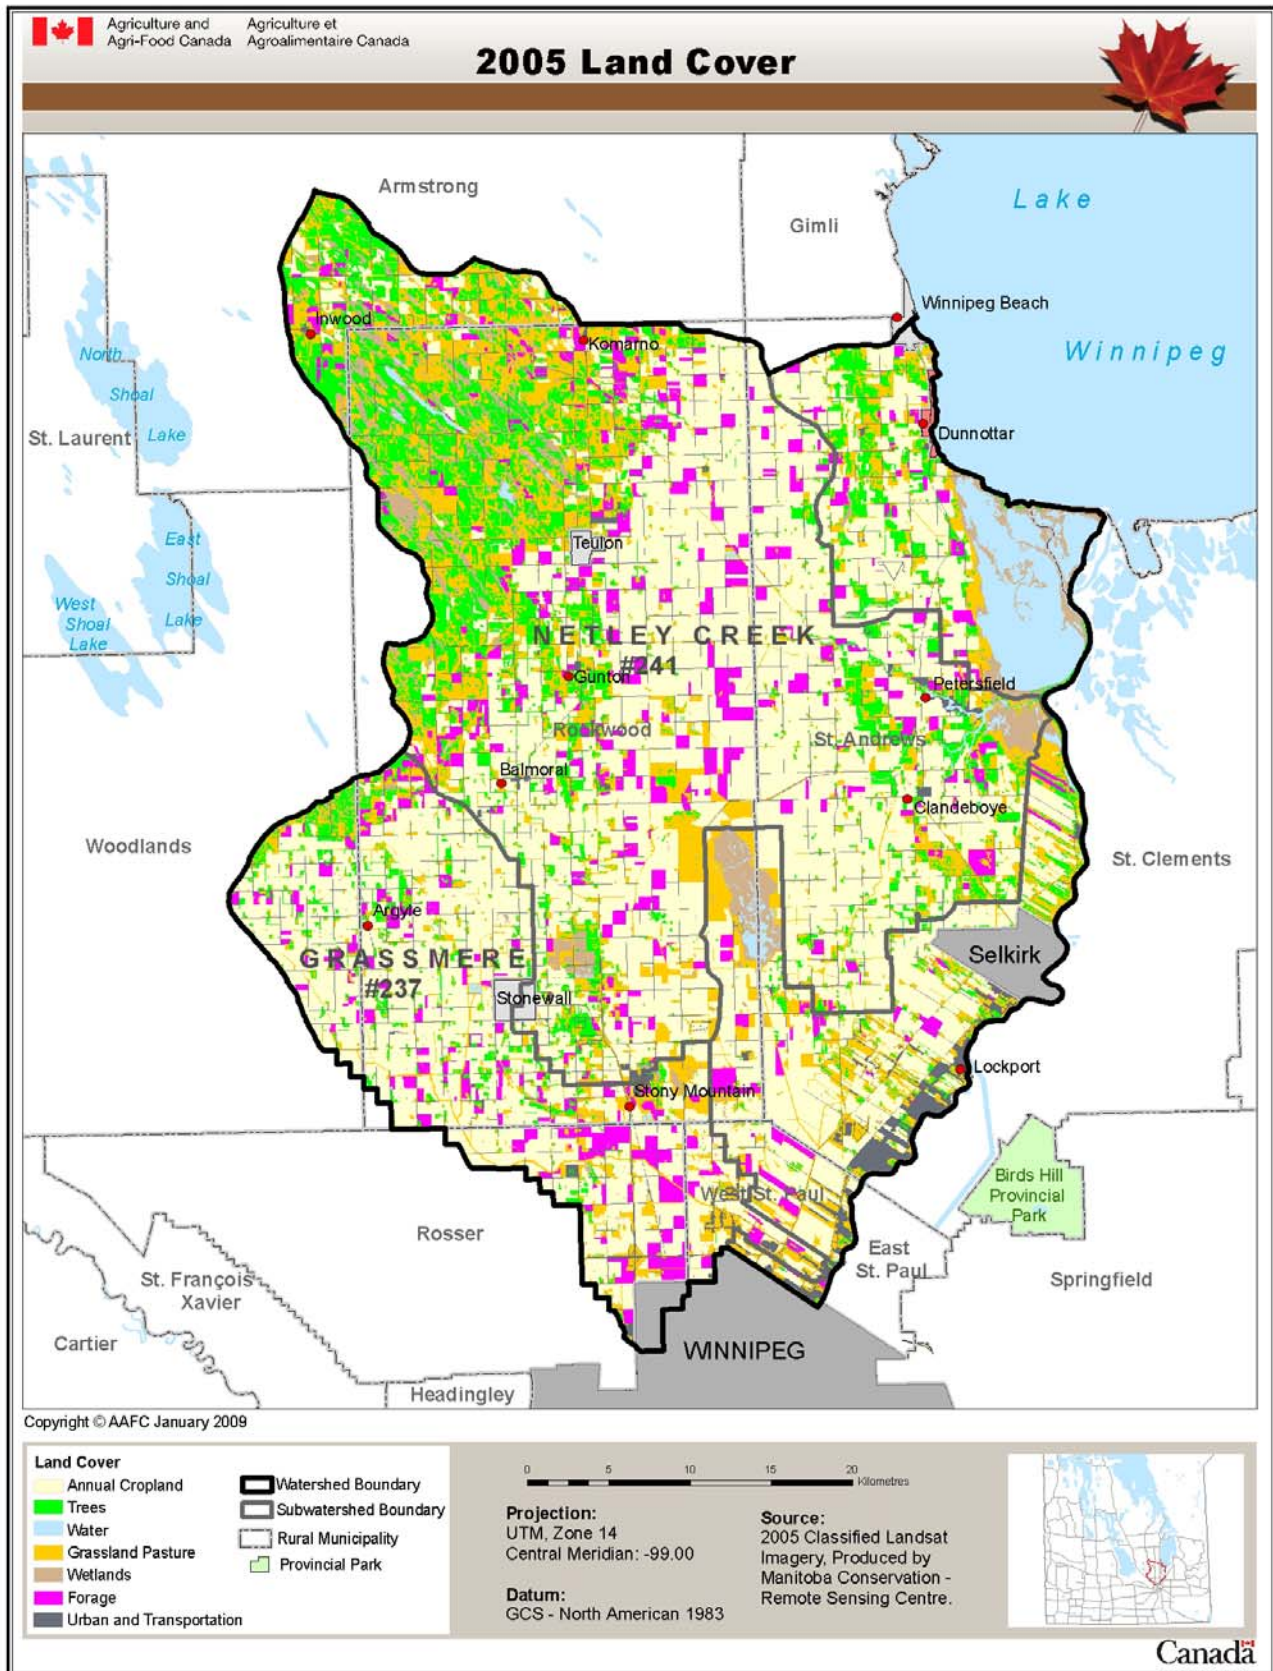 Agriculture and
Agri-Food Canada
Agriculture et
Agroalimentaire Canada
2005 Land Cover
Armstrong
Gimli
Lake
Winnipeg
Winnipeg Beach
Inwood
Komarno
North
Shoal
Lake
St. Laurent
Dunnottar
East
Shoal
Lake
West
Shoal
Lake
Teulon
NETLEY CREEK
#241
Gunton
Petersfield
Rockwood
St. Andrews
Balmoral
Clandeboye
Woodlands
St. Clements
Argyle
GRASSMERE
#237
Selkirk
Stonewall
Lockport
Stony Mountain
Birds Hill
Provincial
Park
West St. Paul
Rosser
East
St. Paul
Springfield
St. François
Xavier
Cartier
WINNIPEG
Headingley
Copyright © AAFC January 2009
Land Cover
Annual Cropland
Trees
Water
Grassland Pasture
Wetlands
Forage
Urban and Transportation
Watershed Boundary
Subwatershed Boundary
Rural Municipality
Provincial Park
0 5 10 15 20
Kilometres
Projection:
UTM, Zone 14
Central Meridian: -99.00
Datum:
GCS - North American 1983
Source:
2005 Classified Landsat
Imagery, Produced by
Manitoba Conservation -
Remote Sensing Centre.
Canada